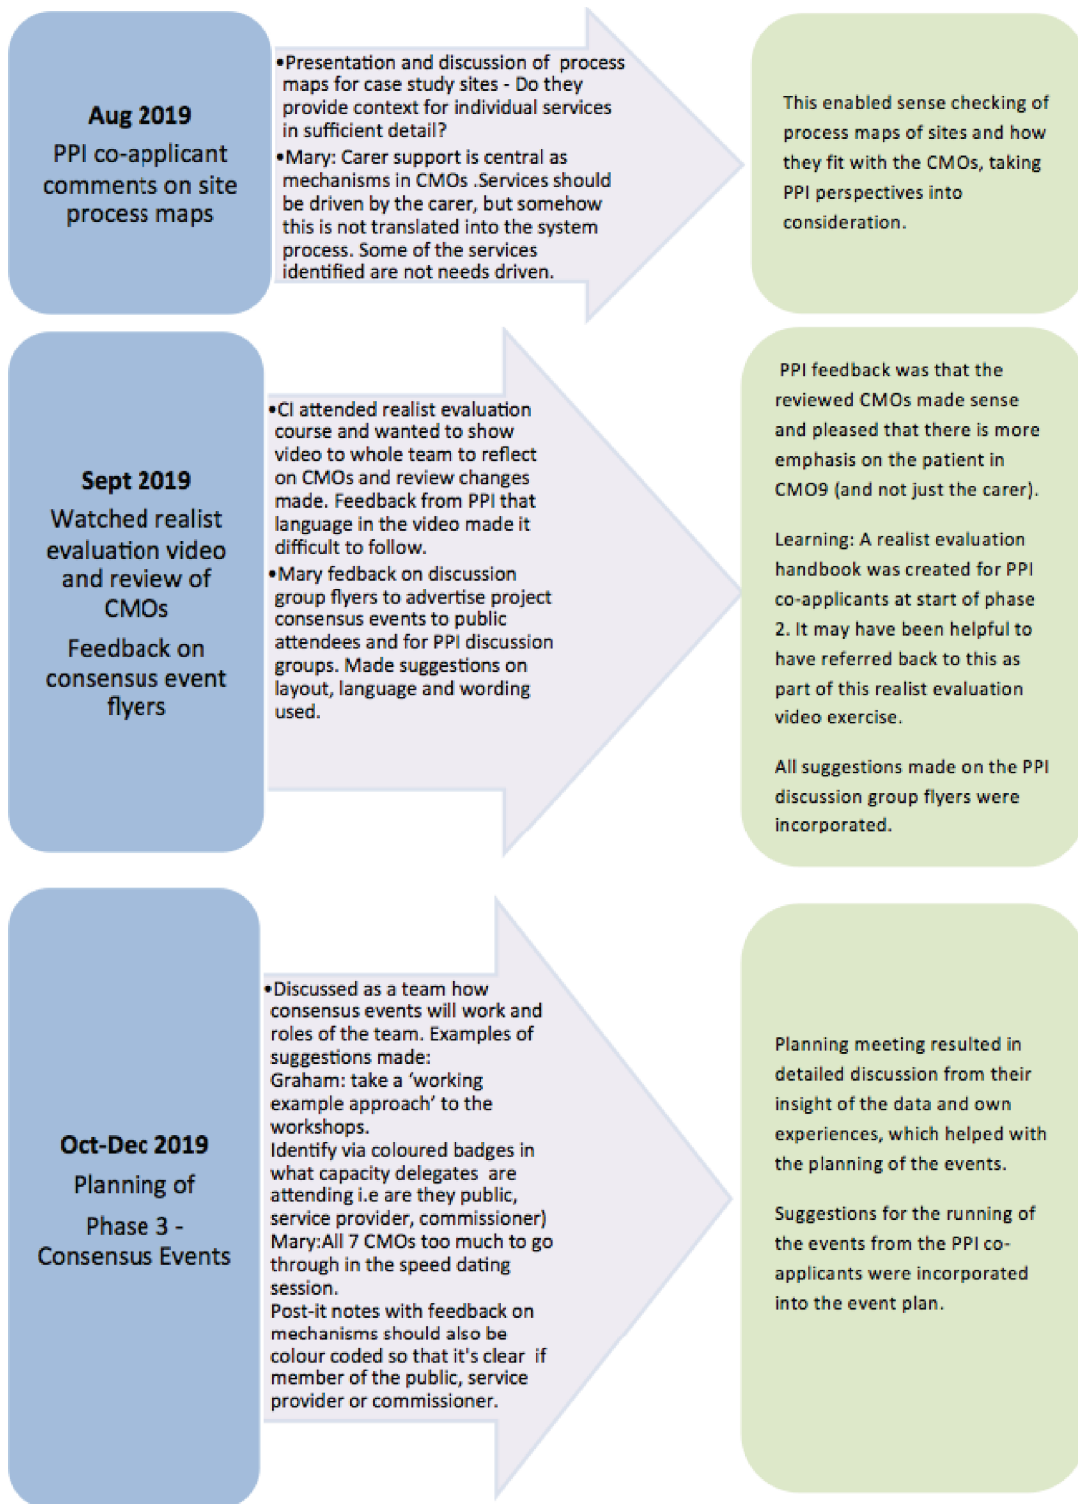 Aug 2019
PPI co-applicant
comments on site
process maps
•Presentation and discussion of process
maps for case study sites - Do they
provide context for individual services
in sufficient detail?
•Mary: Carer support is central as
mechanisms in CMOs .Services should
be driven by the carer, but somehow
this is not translated into the system
process. Some of the services
identified are not needs driven.
This enabled sense checking of
process maps of sites and how
they fit with the CMOs, taking
PPI perspectives into
consideration.
Sept 2019
Watched realist
evaluation video
and review of
CMOs
Feedback on
consensus event
flyers
•CI attended realist evaluation
course and wanted to show
video to whole team to reflect
on CMOs and review changes
made. Feedback from PPI that
language in the video made it
difficult to follow.
•Mary fedback on discussion
group flyers to advertise project
consensus events to public
attendees and for PPI discussion
groups. Made suggestions on
layout, language and wording
used.
PPI feedback was that the
reviewed CMOs made sense
and pleased that there is more
emphasis on the patient in
CMO9 (and not just the carer).
Learning: A realist evaluation
handbook was created for PPI
co-applicants at start of phase
2. It may have been helpful to
have referred back to this as
part of this realist evaluation
video exercise.
All suggestions made on the PPI
discussion group flyers were
incorporated.
Oct-Dec 2019
Planning of
Phase 3 -
Consensus Events
•Discussed as a team how
consensus events will work and
roles of the team. Examples of
suggestions made:
Graham: take a ‘working
example approach’ to the
workshops.
Identify via coloured badges in
what capacity delegates are
attending i.e are they public,
service provider, commissioner)
Mary:All 7 CMOs too much to go
through in the speed dating
session.
Post-it notes with feedback on
mechanisms should also be
colour coded so that it's clear if
member of the public, service
provider or commissioner.
Planning meeting resulted in
detailed discussion from their
insight of the data and own
experiences, which helped with
the planning of the events.
Suggestions for the running of
the events from the PPI co-
applicants were incorporated
into the event plan.